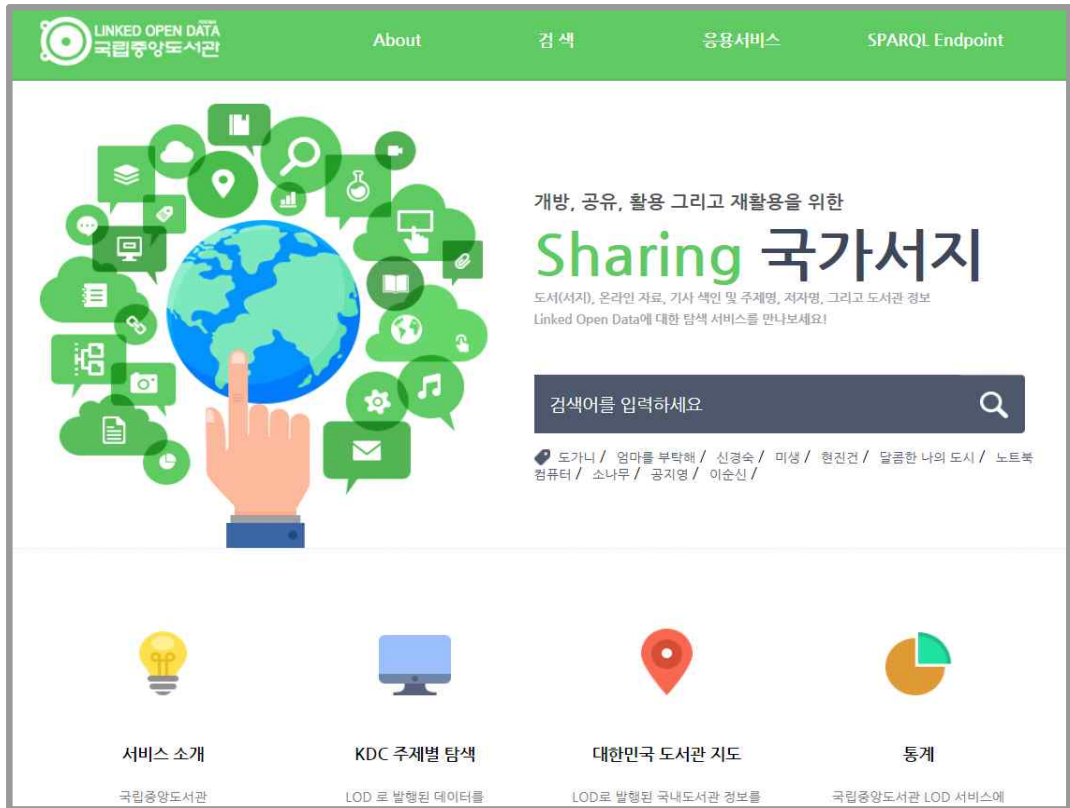 LINKED OPEN DATA
국립중앙도서관
About
검색
응용서비스
SPARQL Endpoint
개방, 공유, 활용 그리고 재활용을 위한
Sharing 국가서지
도서(서지), 온라인 자료, 기사 색인 및 주제명, 저자명, 그리고 도서관 정보
Linked Open Data에 대한 탐색 서비스를 만나보세요!
검색어를 입력하세요
도가니 / 엄마를 부탁해 / 신경숙 / 미생 / 현진건 / 달콤한 나의 도시 / 노트북
컴퓨터 / 소나무 / 공지영 / 이순신 /
서비스 소개
KDC 주제별 탐색
대한민국 도서관 지도
통계
국립중앙도서관
LOD 로 발행된 데이터를
LOD로 발행된 국내도서관 정보를
국립중앙도서관 LOD 서비스에